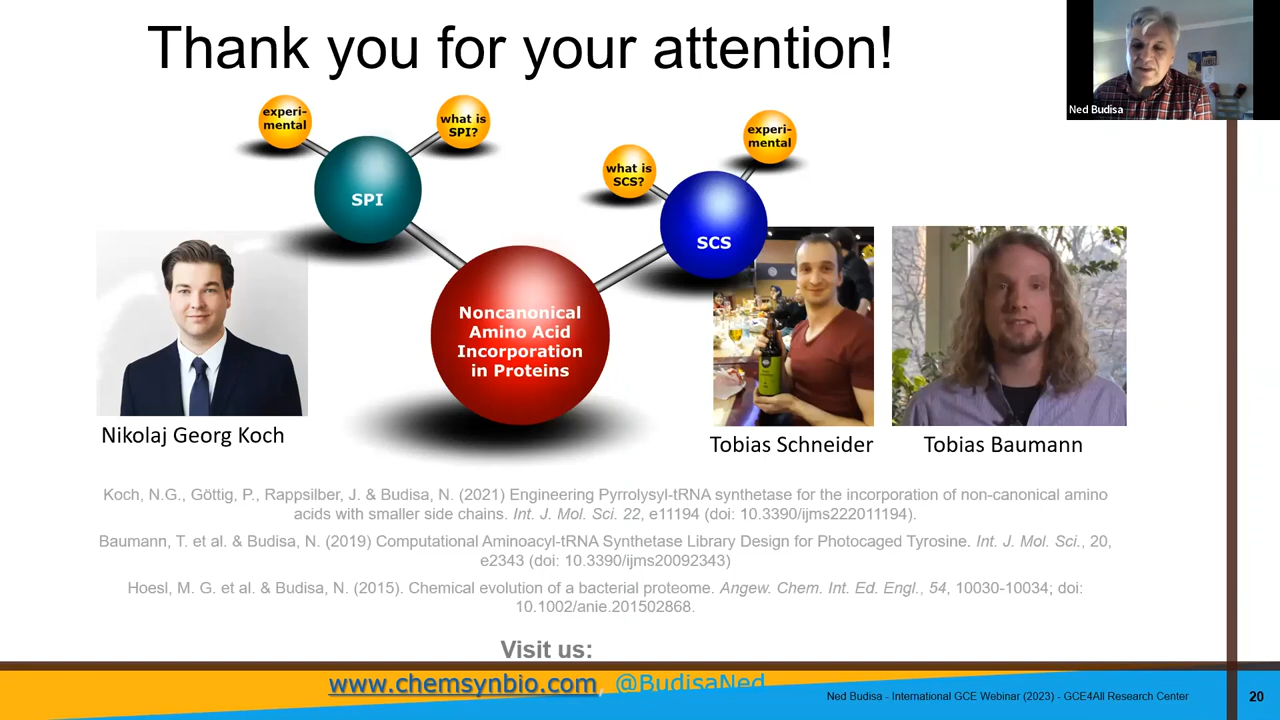 Thank you for your attention!
Ned Budisa
experi-
mental
what is
SPI?
SPI
what is
SCS?
experi-
mental
SCS
Noncanonical
Amino Acid
Incorporation
in Proteins
Nikolaj Georg Koch
Tobias Schneider
Tobias Baumann
Koch, N.G., Göttig, P., Rappsilber, J. & Budisa, N. (2021) Engineering Pyrrolysyl-tRNA synthetase for the incorporation of non-canonical amino
acids with smaller side chains. Int. J. Mol. Sci. 22, e11194 (doi: 10.3390/ijms222011194).
Baumann, T. et al. & Budisa, N. (2019) Computational Aminoacyl-tRNA Synthetase Library Design for Photocaged Tyrosine. Int. J. Mol. Sci., 20,
e2343 (doi: 10.3390/ijms20092343)
Hoesl, M. G. et al. & Budisa, N. (2015). Chemical evolution of a bacterial proteome. Angew. Chem. Int. Ed. Engl., 54, 10030-10034; doi:
10.1002/anie.201502868.
Visit us:
www.chemsynbio.com, @BudisaNed
Ned Budisa - International GCE Webinar (2023) - GCE4All Research Center
20